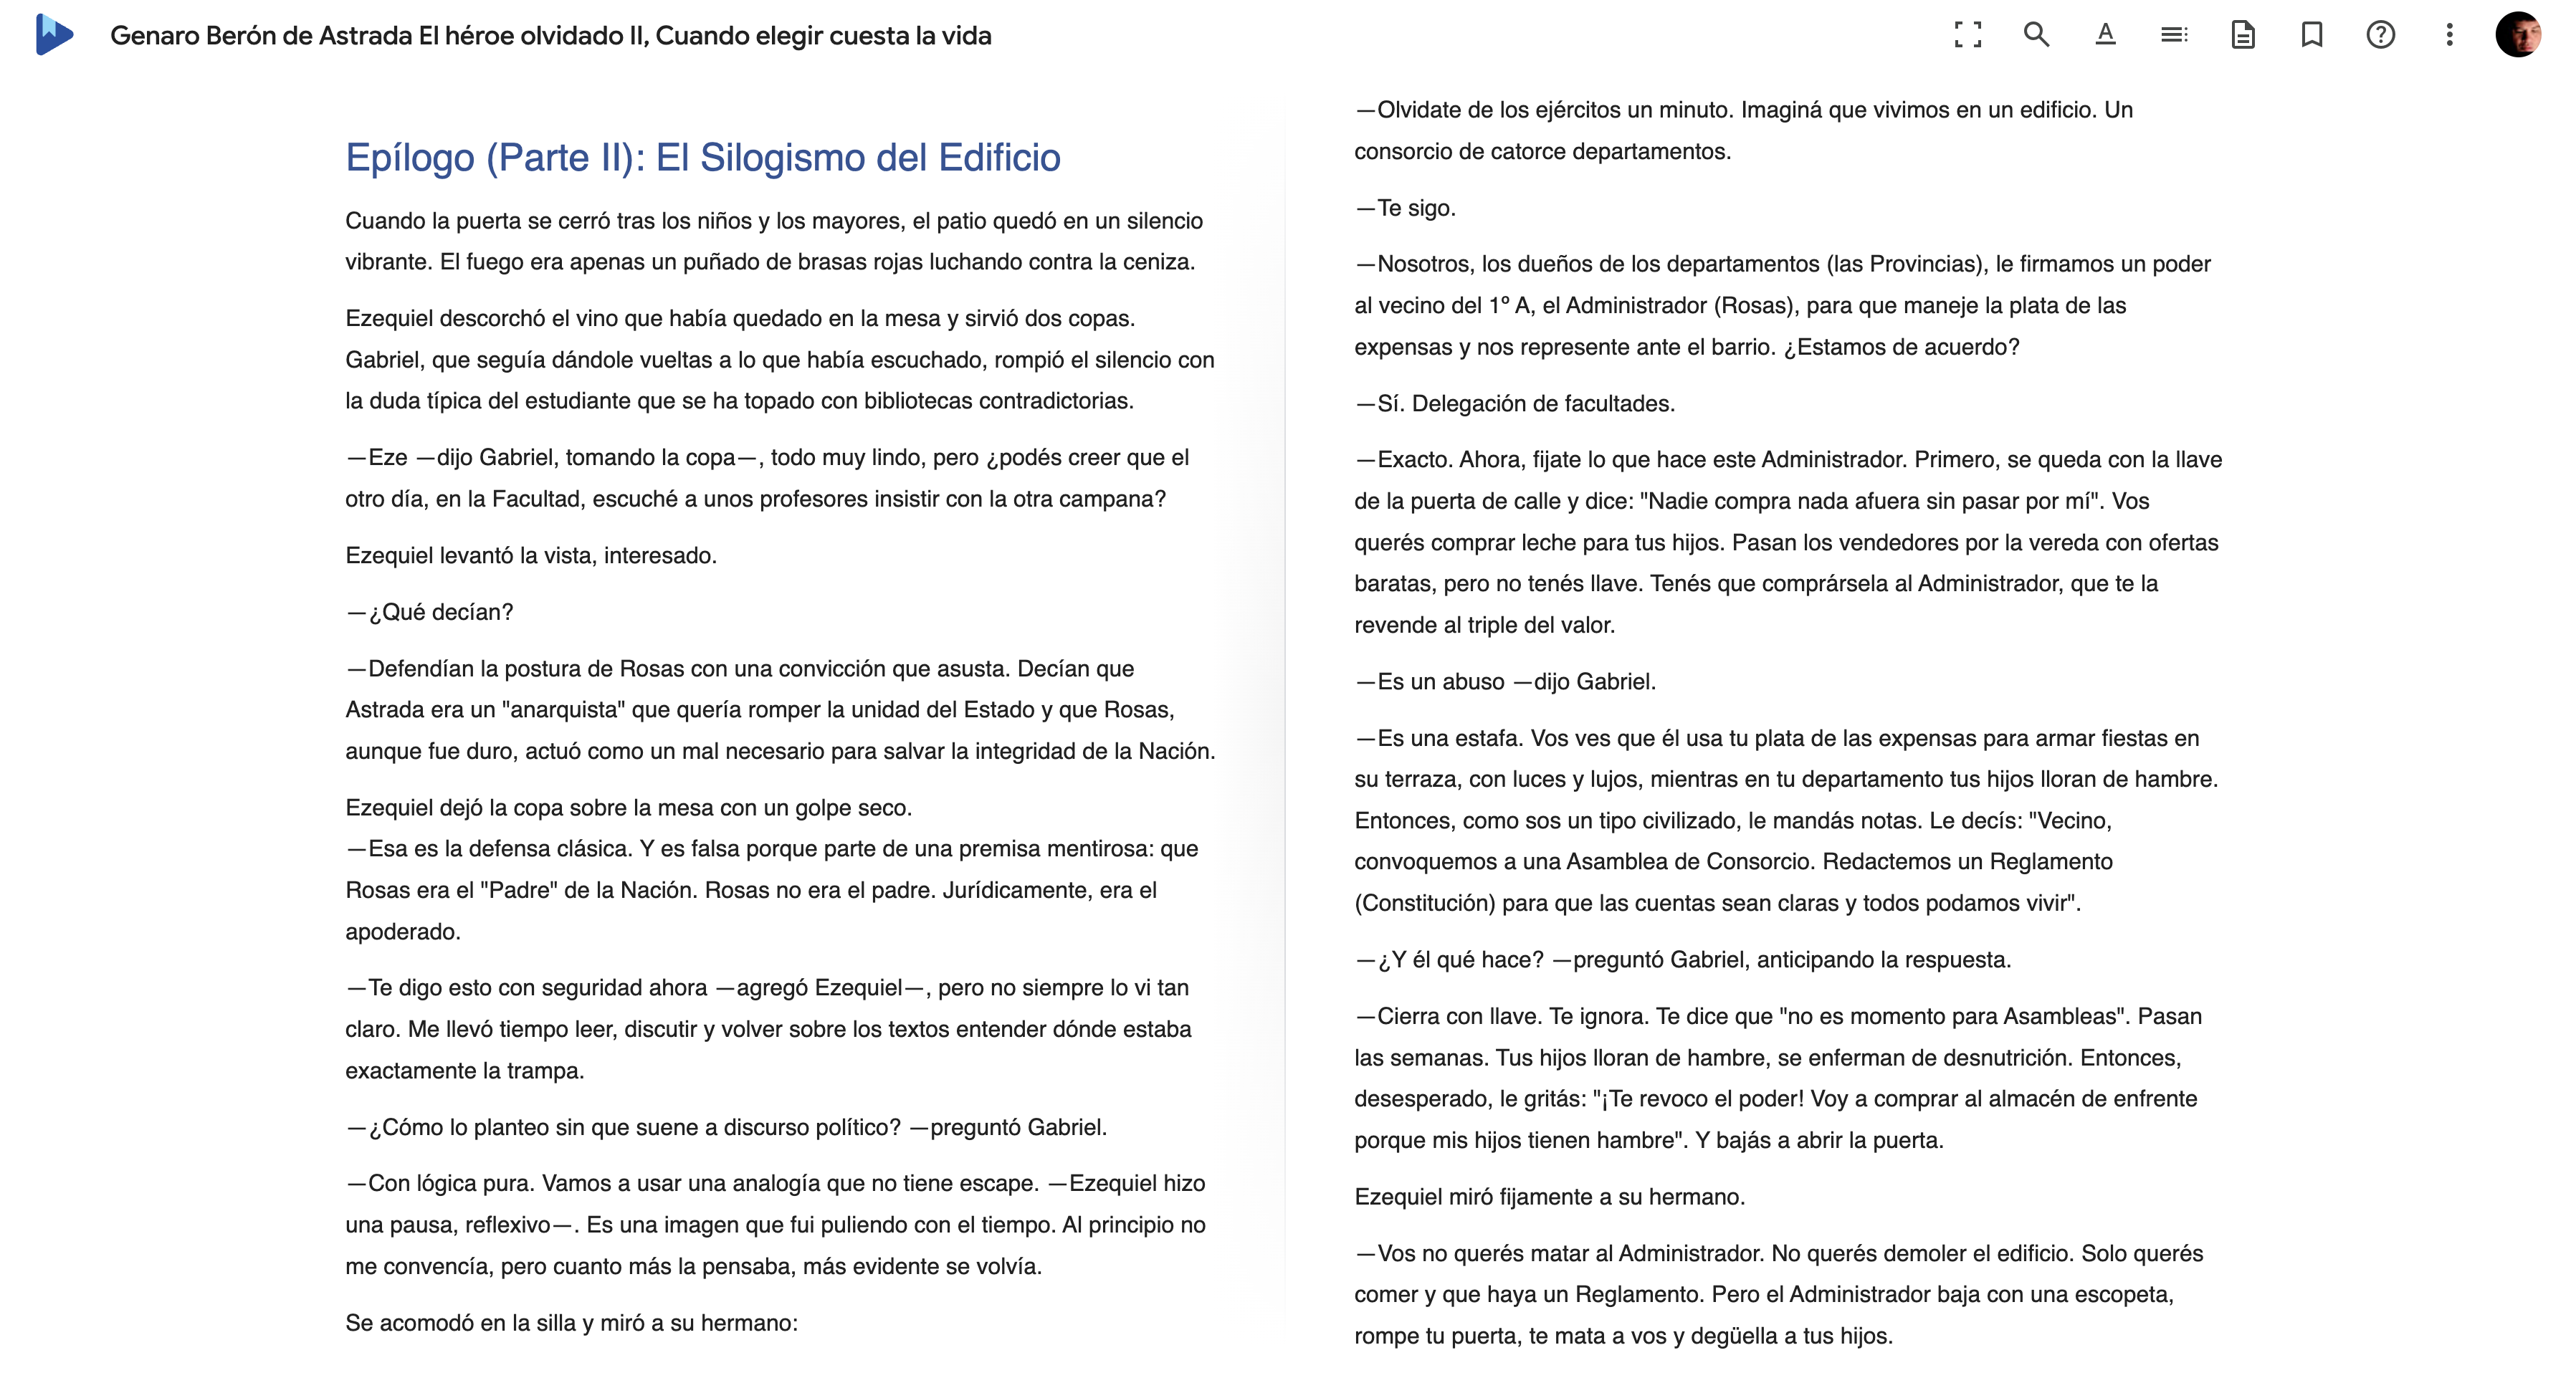 Genaro Berón de Astrada El héroe olvidado II, Cuando elegir cuesta la vida
Epílogo (Parte II): El Silogismo del Edificio
Cuando la puerta se cerró tras los niños y los mayores, el patio quedó en un silencio
vibrante. El fuego era apenas un puñado de brasas rojas luchando contra la ceniza.
Ezequiel descorchó el vino que había quedado en la mesa y sirvió dos copas.
Gabriel, que seguía dándole vueltas a lo que había escuchado, rompió el silencio con
la duda típica del estudiante que se ha topado con bibliotecas contradictorias.
—Eze —dijo Gabriel, tomando la copa—, todo muy lindo, pero ¿podés creer que el
otro día, en la Facultad, escuché a unos profesores insistir con la otra campana?
Ezequiel levantó la vista, interesado.
—¿Qué decían?
—Defendían la postura de Rosas con una convicción que asusta. Decían que
Astrada era un "anarquista" que quería romper la unidad del Estado y que Rosas,
aunque fue duro, actuó como un mal necesario para salvar la integridad de la Nación.
Ezequiel dejó la copa sobre la mesa con un golpe seco.
—Esa es la defensa clásica. Y es falsa porque parte de una premisa mentirosa: que
Rosas era el "Padre" de la Nación. Rosas no era el padre. Jurídicamente, era el
apoderado.
—Te digo esto con seguridad ahora —agregó Ezequiel—, pero no siempre lo vi tan
claro. Me llevó tiempo leer, discutir y volver sobre los textos entender dónde estaba
exactamente la trampa.
—¿Cómo lo planteo sin que suene a discurso político? —preguntó Gabriel.
—Con lógica pura. Vamos a usar una analogía que no tiene escape. —Ezequiel hizo
una pausa, reflexivo—. Es una imagen que fui puliendo con el tiempo. Al principio no
me convencía, pero cuanto más la pensaba, más evidente se volvía.
Se acomodó en la silla y miró a su hermano:
—Olvidate de los ejércitos un minuto. Imaginá que vivimos en un edificio. Un
consorcio de catorce departamentos.
—Te sigo.
—Nosotros, los dueños de los departamentos (las Provincias), le firmamos un poder
al vecino del 1º A, el Administrador (Rosas), para que maneje la plata de las
expensas y nos represente ante el barrio. ¿Estamos de acuerdo?
—Sí. Delegación de facultades.
—Exacto. Ahora, fijate lo que hace este Administrador. Primero, se queda con la llave
de la puerta de calle y dice: "Nadie compra nada afuera sin pasar por mí". Vos
querés comprar leche para tus hijos. Pasan los vendedores por la vereda con ofertas
baratas, pero no tenés llave. Tenés que comprársela al Administrador, que te la
revende al triple del valor.
—Es un abuso —dijo Gabriel.
—Es una estafa. Vos ves que él usa tu plata de las expensas para armar fiestas en
su terraza, con luces y lujos, mientras en tu departamento tus hijos lloran de hambre.
Entonces, como sos un tipo civilizado, le mandás notas. Le decís: "Vecino,
convoquemos a una Asamblea de Consorcio. Redactemos un Reglamento
(Constitución) para que las cuentas sean claras y todos podamos vivir".
—¿Y él qué hace? —preguntó Gabriel, anticipando la respuesta.
—Cierra con llave. Te ignora. Te dice que "no es momento para Asambleas". Pasan
las semanas. Tus hijos lloran de hambre, se enferman de desnutrición. Entonces,
desesperado, le gritás: "¡Te revoco el poder! Voy a comprar al almacén de enfrente
porque mis hijos tienen hambre". Y bajás a abrir la puerta.
Ezequiel miró fijamente a su hermano.
—Vos no querés matar al Administrador. No querés demoler el edificio. Solo querés
comer y que haya un Reglamento. Pero el Administrador baja con una escopeta,
rompe tu puerta, te mata a vos y degüella a tus hijos.